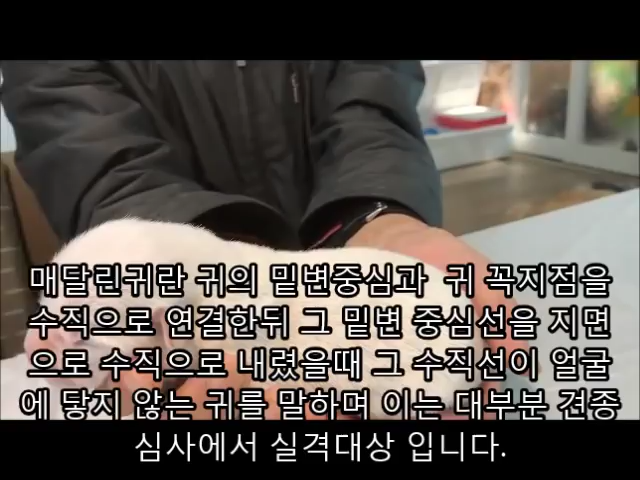 매달린귀란 귀의 밑변중심과 귀 꼭지점을
수직으로 연결한뒤 그 밑변 중심선을 지면
으로 수직으로 내렸을때 그 수직선이 얼굴
에 닿지 않는 귀를 말하며 이는 대부분 견종
심사에서 실격대상 입니다.